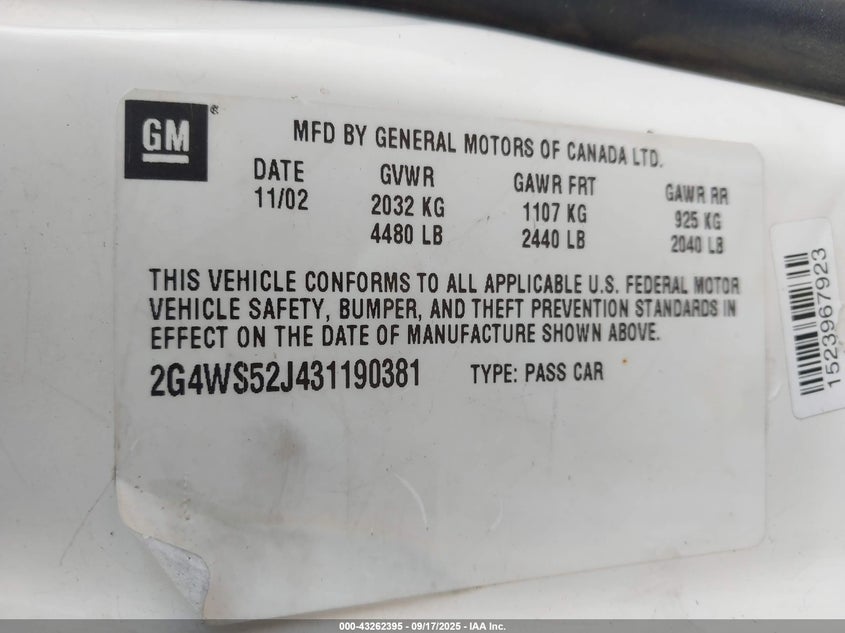 GM®
MFD BY GENERAL MOTORS OF CANADA LTD.
DATE GVWR GAWR FRT GAWR RR
11/02 2032 KG 1107 KG 925 KG
4480 LB 2440 LB 2040 LB
THIS VEHICLE CONFORMS TO ALL APPLICABLE U.S. FEDERAL MOTOR
VEHICLE SAFETY, BUMPER, AND THEFT PREVENTION STANDARDS IN
EFFECT ON THE DATE OF MANUFACTURE SHOWN ABOVE.
2G4WS52J431190381 TYPE: PASS CAR
1523967923
000-43262395 - 09/17/2025 - IAA Inc.